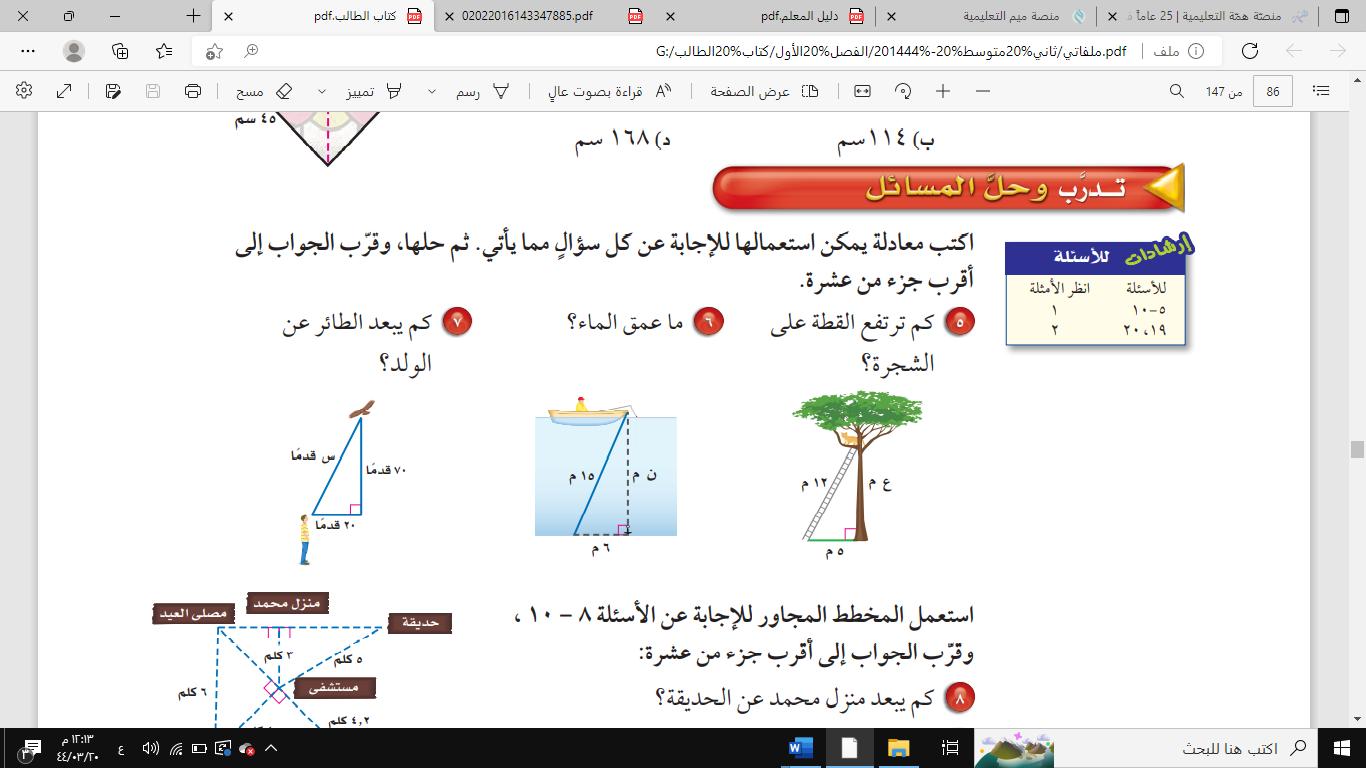 منصّة همّة التعليمية | 25 عاماً
منصة ميم التعليمية
دليل المعلم.pdf
02022016143347885.pdf
كتاب الطالب.pdf
ملف
G:/ملفاتي/ثاني%20متوسط%20-%201444/الفصل%20الأول/كتاب%20الطالب.pdf
86
من 147
عرض الصفحة
قراءة بصوت عالٍ
رسم
تمييز
مسح
ب) ١١٤ سم
د) ١٦٨ سم
٤٥ سم
تـدرَّب وحلَّ المسائل
إرشادات للأسئلة
للأسئلة
انظر الأمثلة
٥-١٠
١
١٩، ٢٠
٢
اكتب معادلة يمكن استعمالها للإجابة عن كل سؤالٍ مما يأتي. ثم حلها، وقرّب الجواب إلى
أقرب جزء من عشرة.
٥ كم ترتفع القطة على
الشجرة؟
١٢ م
ع م
٥ م
٦ ما عمق الماء؟
١٥ م
ن م
٦ م
٧ كم يبعد الطائر عن
الولد؟
س قدمًا
٧٠ قدمًا
٢٠ قدمًا
استعمل المخطط المجاور للإجابة عن الأسئلة ٨ – ١٠ ،
وقرّب الجواب إلى أقرب جزء من عشرة:
٨ كم يبعد منزل محمد عن الحديقة؟
حديقة
منزل محمد
مصلى العيد
٣ كلم
٥ كلم
٦ كلم
مستشفى
٤,٢ كلم
اكتب هنا للبحث
ع
١٢:١٣ م
٤٤/٠٣/٢٠
٣